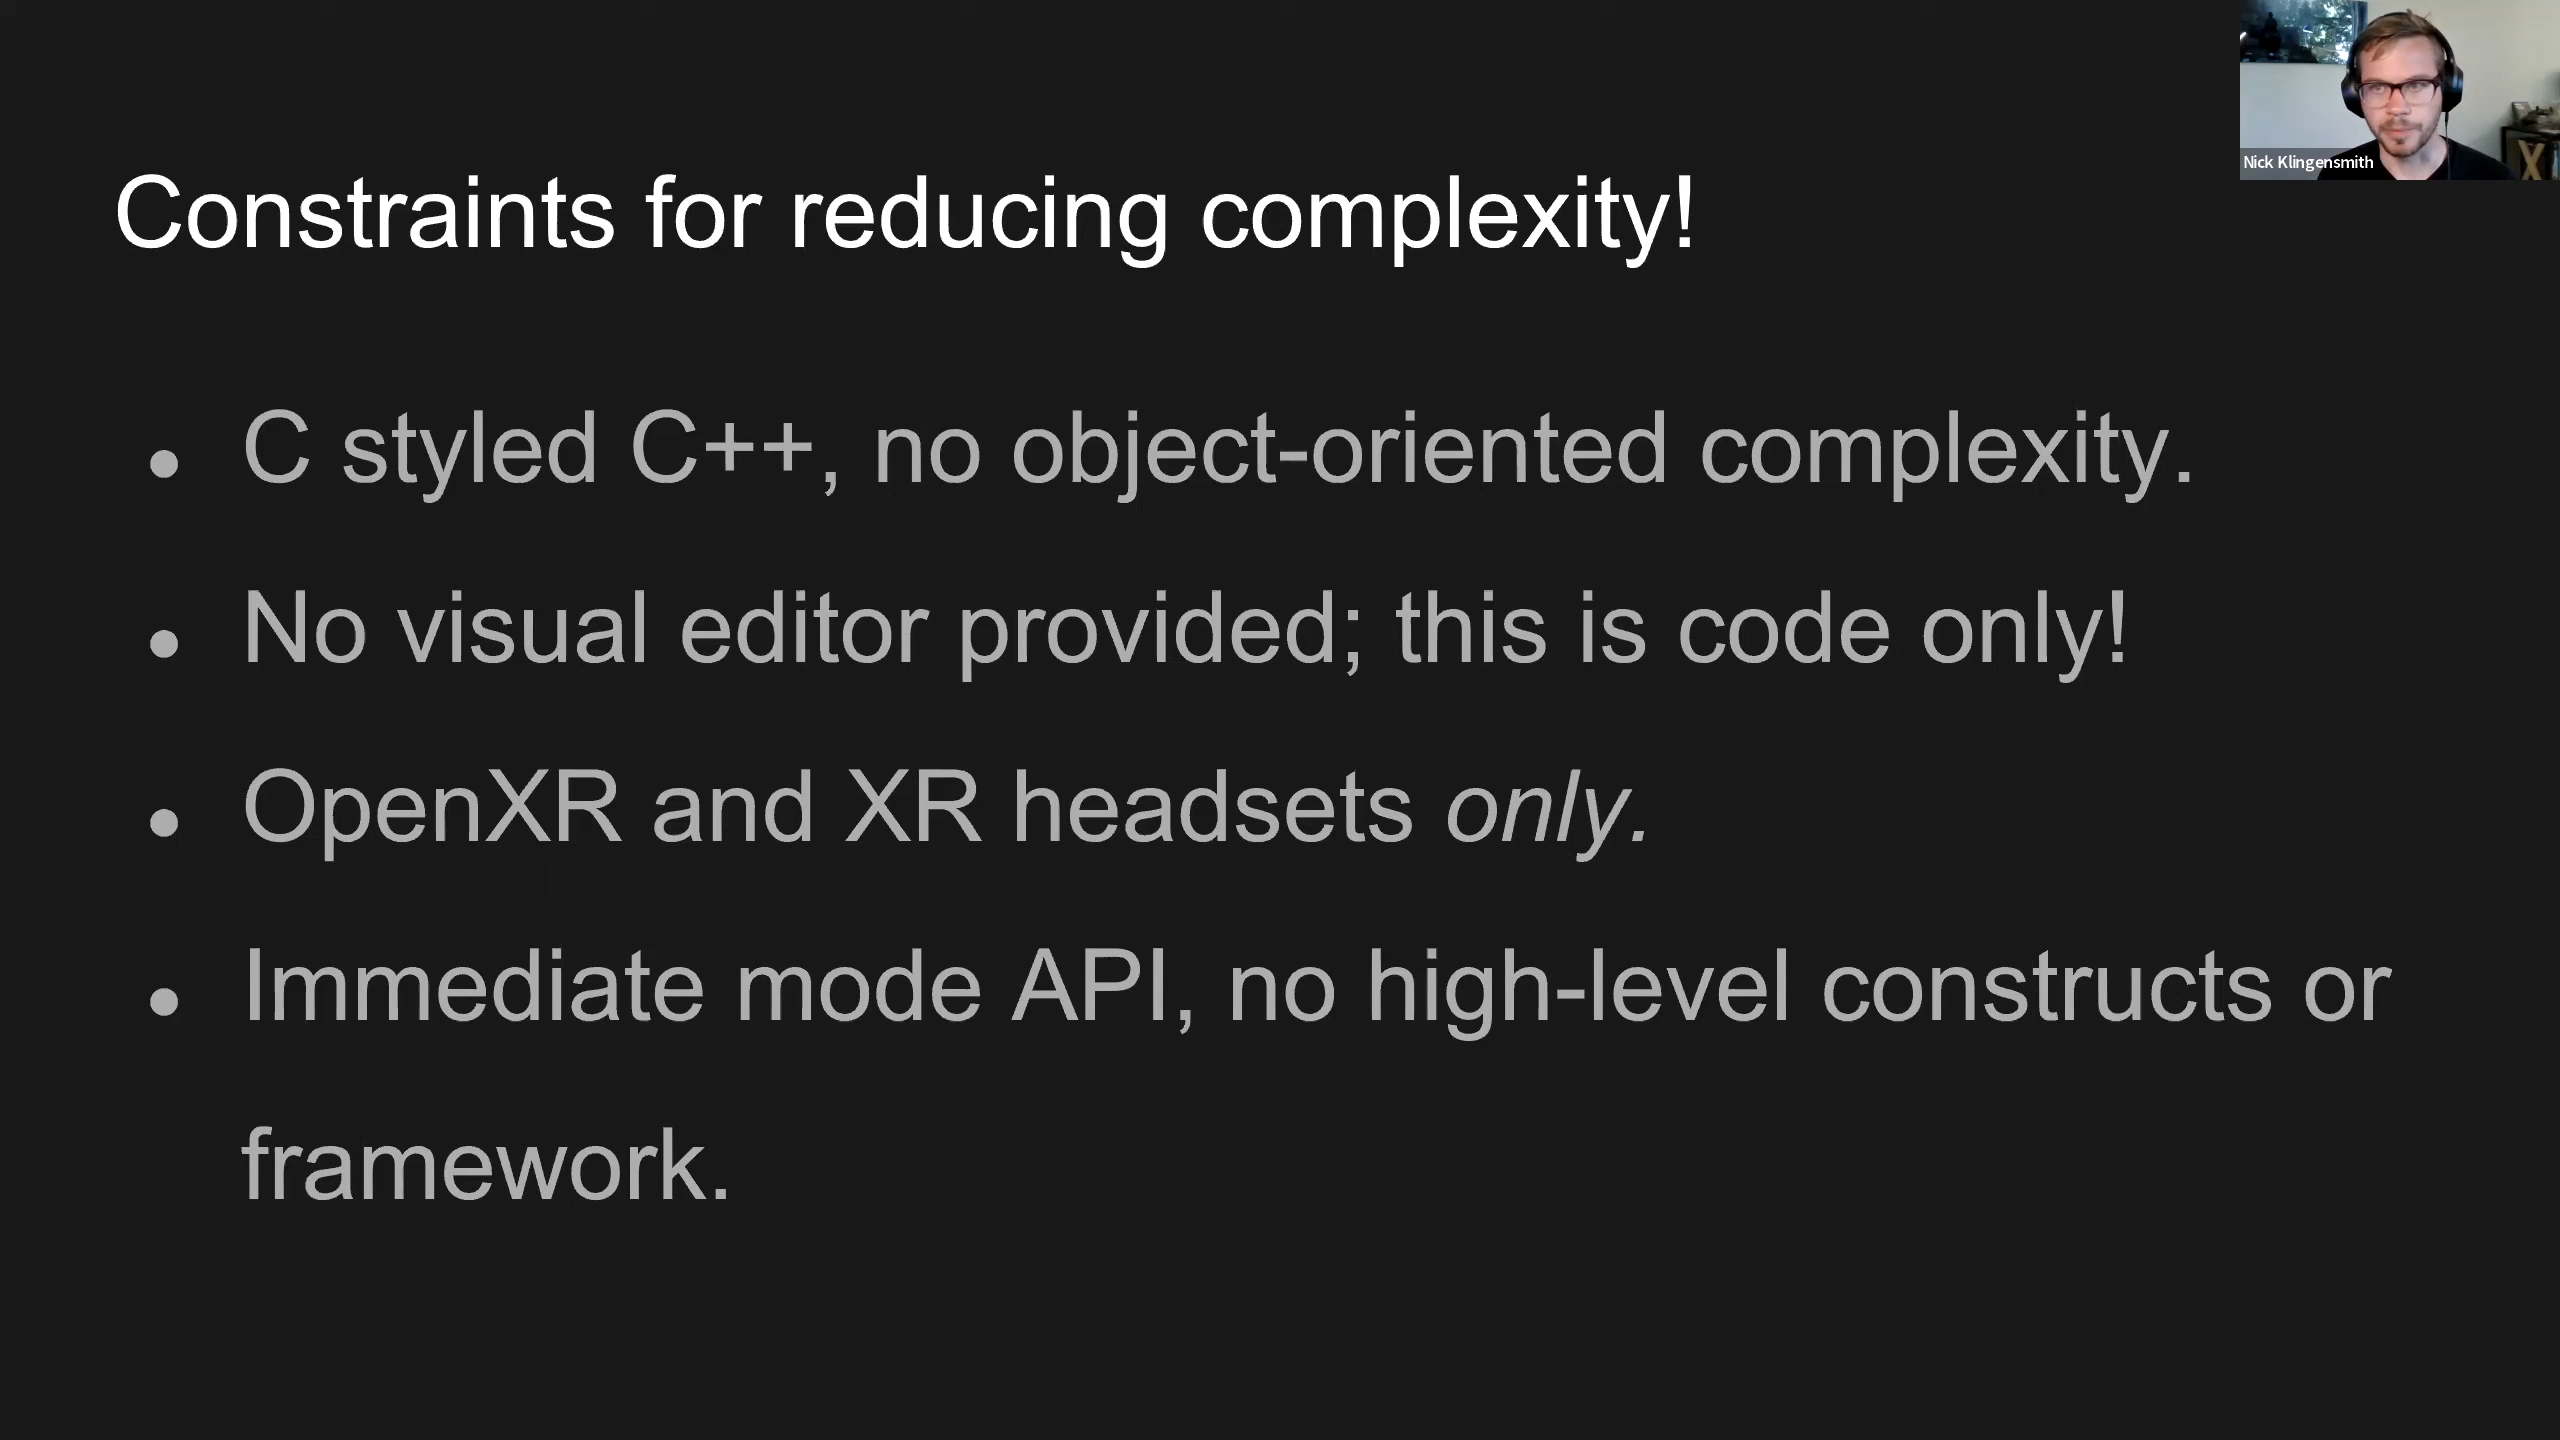 Constraints for reducing complexity!
Nick Klingensmith
● C styled C++, no object-oriented complexity.
● No visual editor provided; this is code only!
● OpenXR and XR headsets only.
● Immediate mode API, no high-level constructs or
framework.